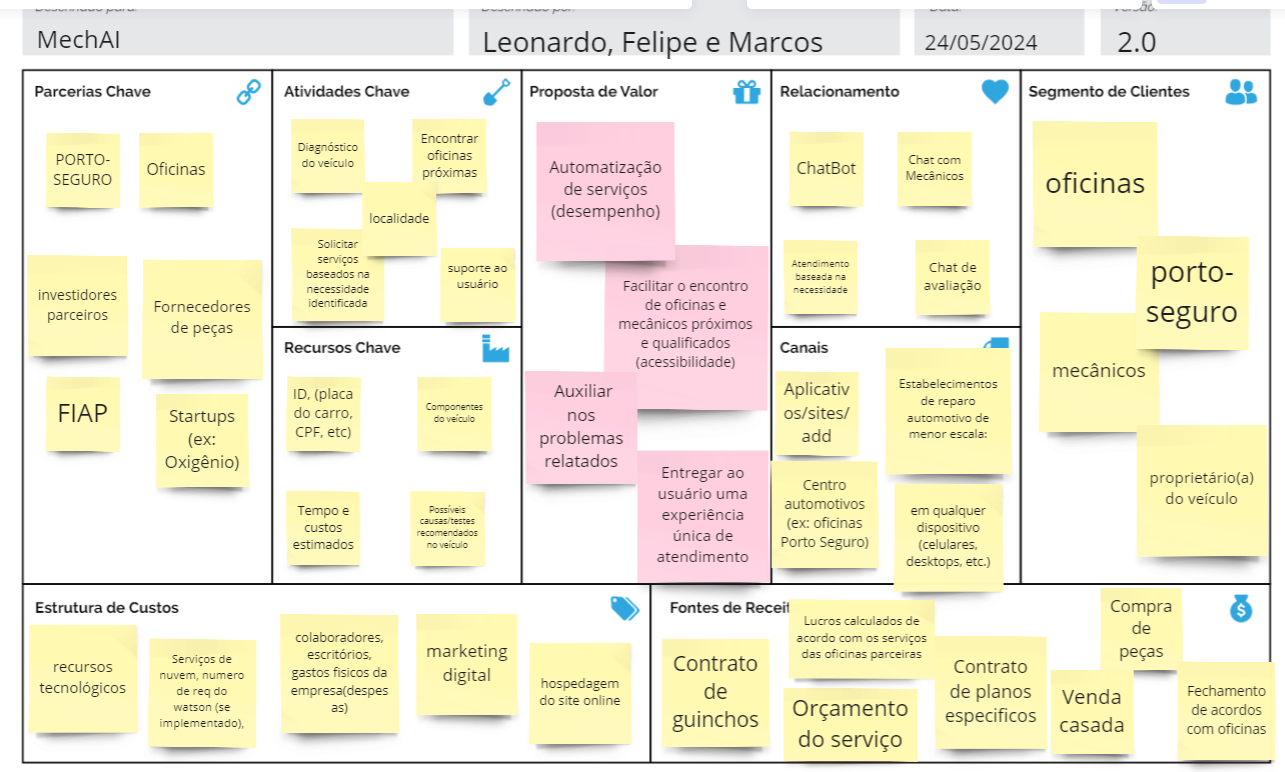 Desenhado para:
Desenhado por:
Data:
Versão:
MechAI
Leonardo, Felipe e Marcos
24/05/2024
2.0
Parcerias Chave
PORTO-
SEGURO
Oficinas
investidores
parceiros
Fornecedores
de peças
FIAP
Startups
(ex:
Oxigênio)
Atividades Chave
Diagnóstico
do veículo
Encontrar
oficinas
próximas
localidade
Solicitar
serviços
baseados na
necessidade
identificada
suporte ao
usuário
Recursos Chave
ID, (placa
do carro,
CPF, etc)
Componentes
do veículo
Tempo e
custos
estimados
Possíveis
causas/testes
recomendados
no veículo
Proposta de Valor
Automatização
de serviços
(desempenho)
Facilitar o encontro
de oficinas e
mecânicos próximos
e qualificados
(acessibilidade)
Auxiliar
nos
problemas
relatados
Entregar ao
usuário uma
experiência
única de
atendimento
Relacionamento
ChatBot
Chat com
Mecânicos
Atendimento
baseada na
necessidade
Chat de
avaliação
Canais
Aplicativ
os/sites/
add
Estabelecimentos
de reparo
automotivo de
menor escala:
Centro
automotivos
(ex: oficinas
Porto Seguro)
em qualquer
dispositivo
(celulares,
desktops, etc.)
Segmento de Clientes
oficinas
porto-
seguro
mecânicos
proprietário(a)
do veículo
Estrutura de Custos
recursos
tecnológicos
Serviços de
nuvem, numero
de req do
watson (se
implementado),
colaboradores,
escritórios,
gastos fisicos da
empresa(despes
as)
marketing
digital
hospedagem
do site online
Fontes de Receit
Contrato
de
guinchos
Lucros calculados de
acordo com os serviços
das oficinas parceiras
Orçamento
do serviço
Contrato
de planos
especificos
Compra
de
peças
Venda
casada
Fechamento
de acordos
com oficinas